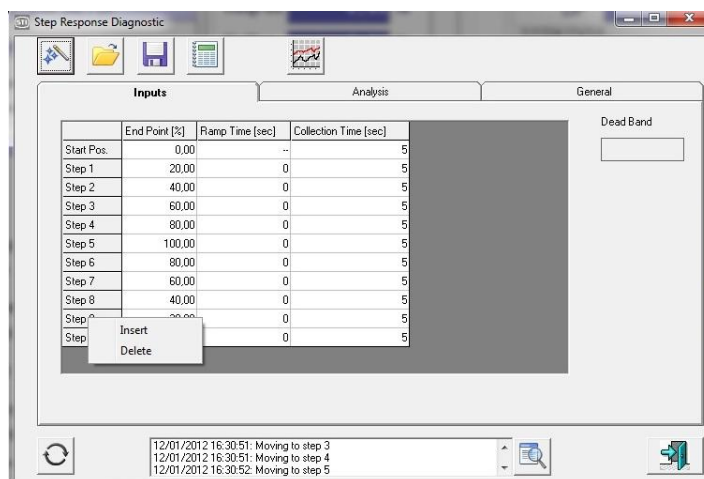 Step Response Diagnostic
Inputs Analysis General
Dead Band
End Point [%] Ramp Time [sec] Collection Time [sec]
Start Pos. 0,00 -- 5
Step 1 20,00 0 5
Step 2 40,00 0 5
Step 3 60,00 0 5
Step 4 80,00 0 5
Step 5 100,00 0 5
Step 6 80,00 0 5
Step 7 60,00 0 5
Step 8 40,00 0 5
Step 0 5
Step 0 5
Insert
Delete
12/01/2012 16:30:51: Moving to step 3
12/01/2012 16:30:51: Moving to step 4
12/01/2012 16:30:52: Moving to step 5